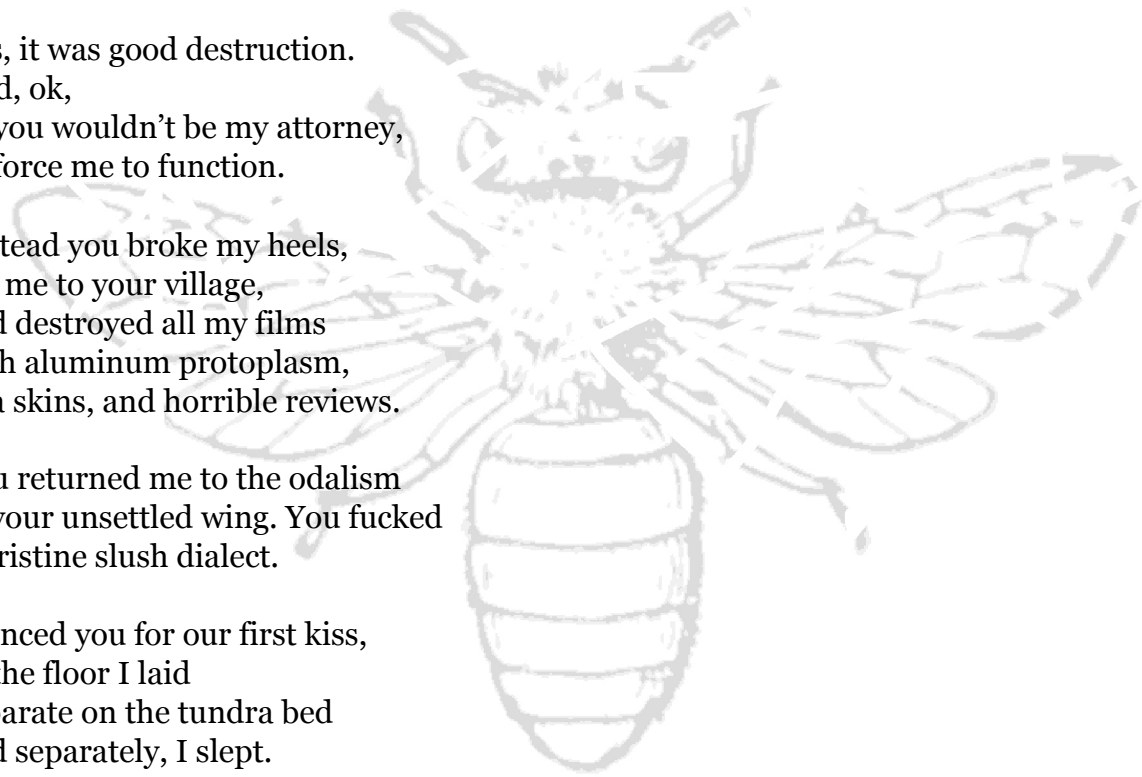 s, it was good destruction.
d, ok,
you wouldn’t be my attorney,
force me to function.
tead you broke my heels,
me to your village,
d destroyed all my films
h aluminum protoplasm,
skins, and horrible reviews.
u returned me to the odalism
your unsettled wing. You fucked
ristine slush dialect.
nced you for our first kiss,
the floor I laid
parate on the tundra bed
d separately, I slept.